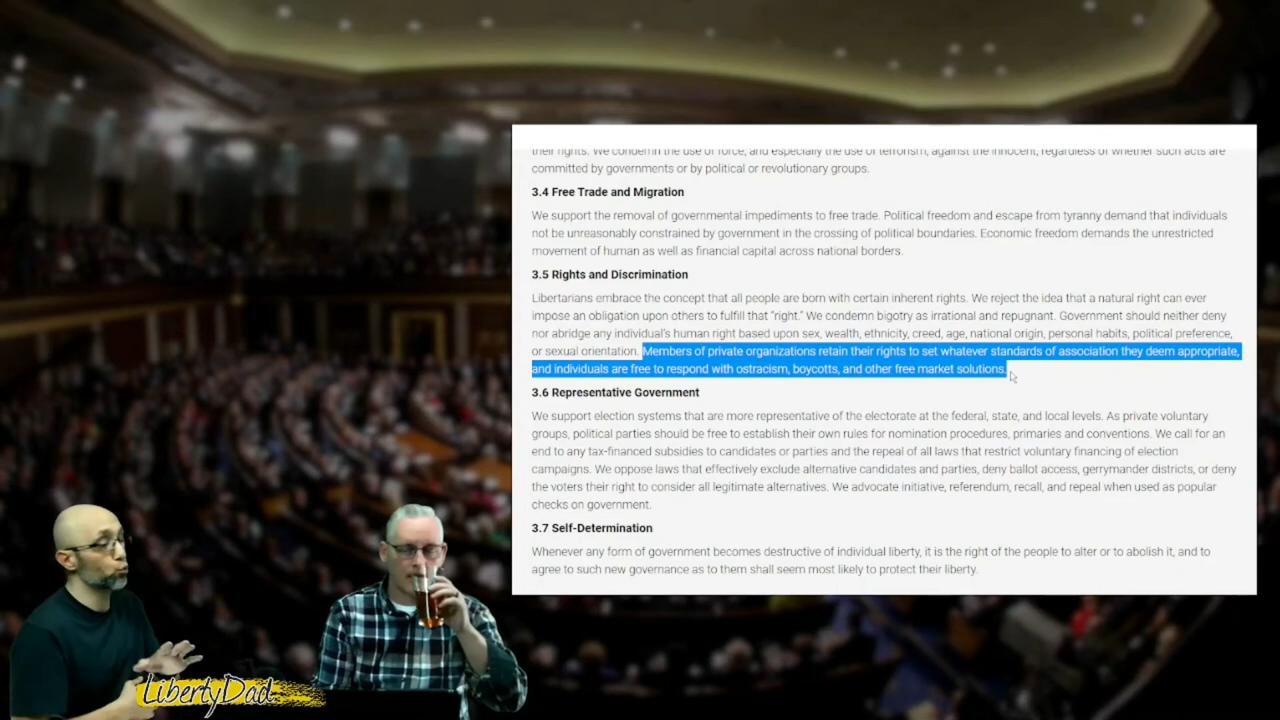 their rights. We condemn the use of force, and especially the use of terrorism, against the innocent, regardless of whether such acts are
committed by governments or by political or revolutionary groups.
3.4 Free Trade and Migration
We support the removal of governmental impediments to free trade. Political freedom and escape from tyranny demand that individuals
not be unreasonably constrained by government in the crossing of political boundaries. Economic freedom demands the unrestricted
movement of human as well as financial capital across national borders.
3.5 Rights and Discrimination
Libertarians embrace the concept that all people are born with certain inherent rights. We reject the idea that a natural right can ever
impose an obligation upon others to fulfill that "right." We condemn bigotry as irrational and repugnant. Government should neither deny
nor abridge any individual's human right based upon sex, wealth, ethnicity, creed, age, national origin, personal habits, political preference,
or sexual orientation. Members of private organizations retain their rights to set whatever standards of association they deem appropriate,
and individuals are free to respond with ostracism, boycotts, and other free market solutions.
3.6 Representative Government
We support election systems that are more representative of the electorate at the federal, state, and local levels. As private voluntary
groups, political parties should be free to establish their own rules for nomination procedures, primaries and conventions. We call for an
end to any tax-financed subsidies to candidates or parties and the repeal of all laws that restrict voluntary financing of election
campaigns. We oppose laws that effectively exclude alternative candidates and parties, deny ballot access, gerrymander districts, or deny
the voters their right to consider all legitimate alternatives. We advocate initiative, referendum, recall, and repeal when used as popular
checks on government.
3.7 Self-Determination
Whenever any form of government becomes destructive of individual liberty, it is the right of the people to alter or to abolish it, and to
agree to such new governance as to them shall seem most likely to protect their liberty.
LibertyDad